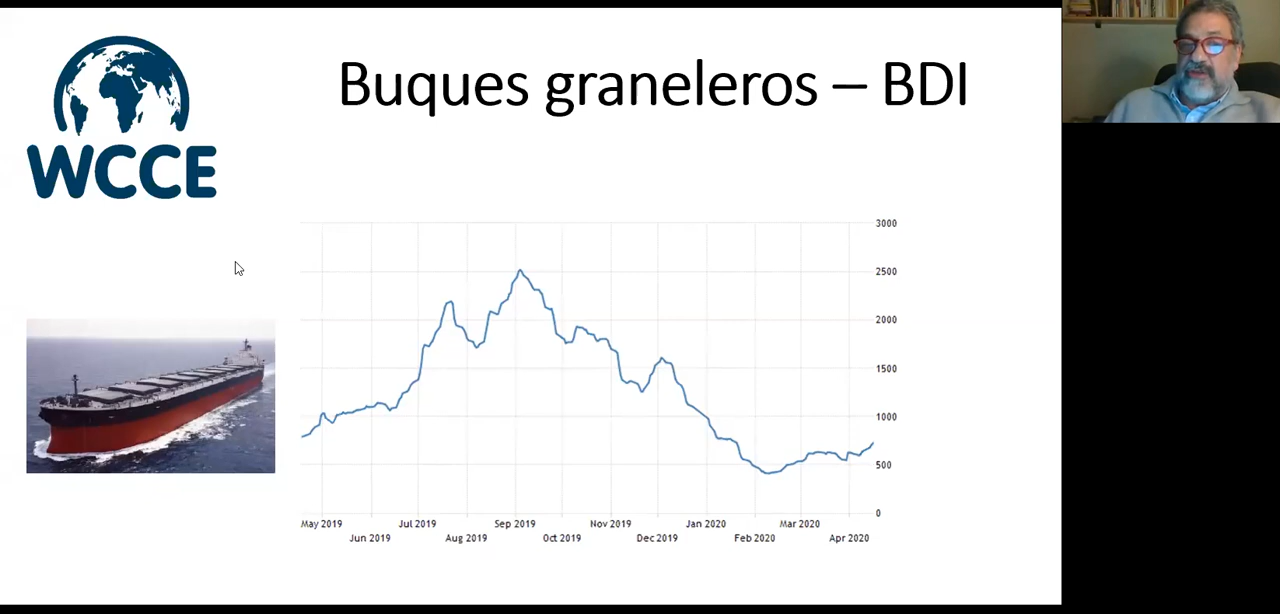 WCCE
Buques graneleros – BDI
3000
2500
2000
1500
1000
500
0
May 2019
Jun 2019
Jul 2019
Aug 2019
Sep 2019
Oct 2019
Nov 2019
Dec 2019
Jan 2020
Feb 2020
Mar 2020
Apr 2020